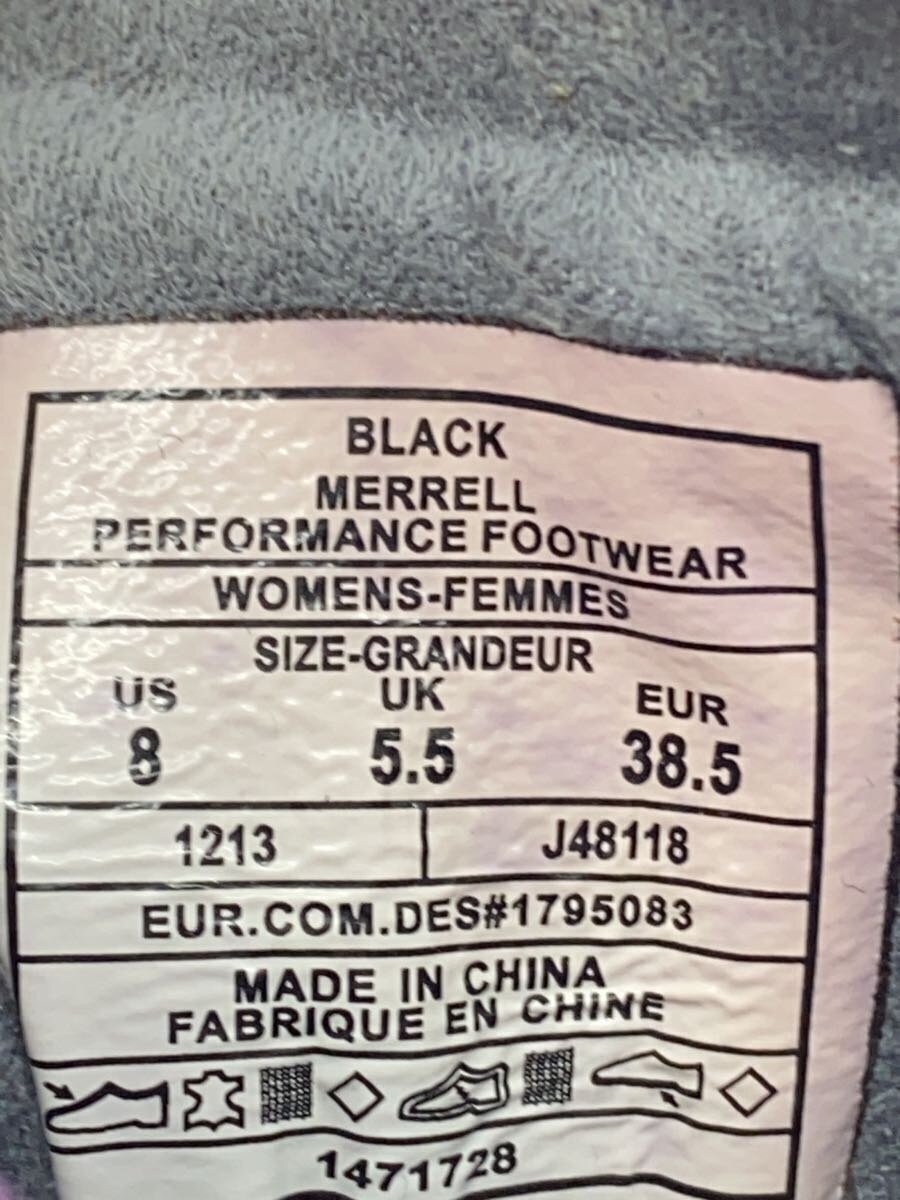 BLACK
MERRELL
PERFORMANCE FOOTWEAR
WOMENS-FEMMES
SIZE-GRANDEUR
US UK EUR
8 5.5 38.5
1213 J48118
EUR.COM.DES#1795083
MADE IN CHINA
FABRIQUE EN CHINE
1471728